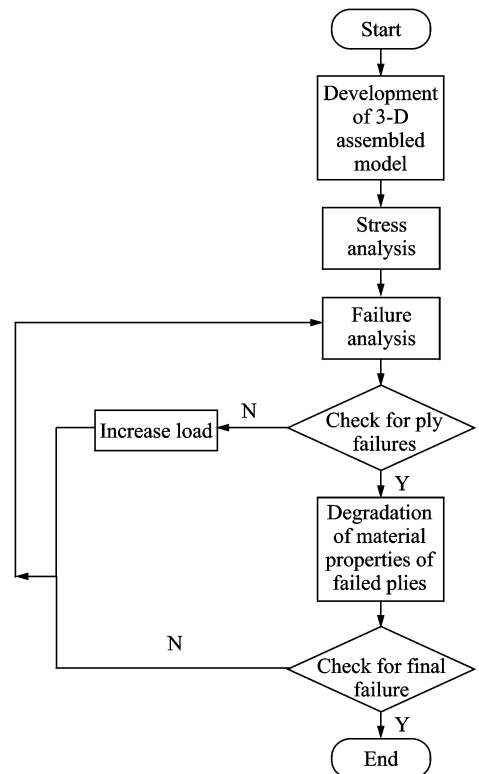 Start
Development
of 3-D
assembled
model
Stress
analysis
Failure
analysis
Check for ply
failures
N
Increase load
Y
Degradation
of material
properties of
failed plies
Check for final
failure
N
Y
End